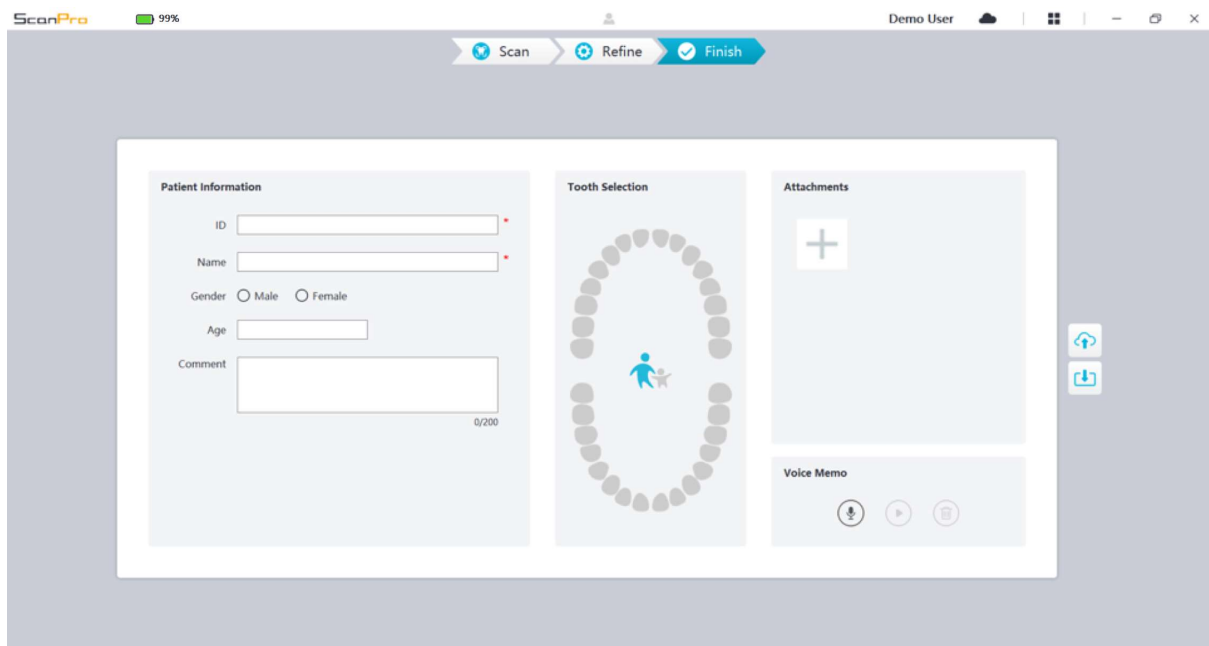 ScanPro
99%
Demo User
Scan
Refine
Finish
Patient Information
ID
*
Name
*
Gender
Male
Female
Age
Comment
0/200
Tooth Selection
Attachments
Voice Memo